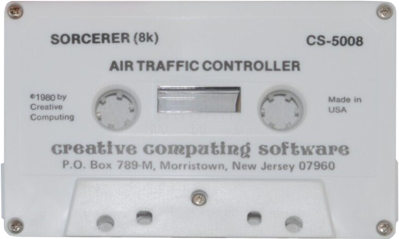 SORCERER (8k) CS-5008
AIR TRAFFIC CONTROLLER
©1980 by Made in
Creative USA
Computing
creative computing software
P.O. Box 789-M, Morristown, New Jersey 07960